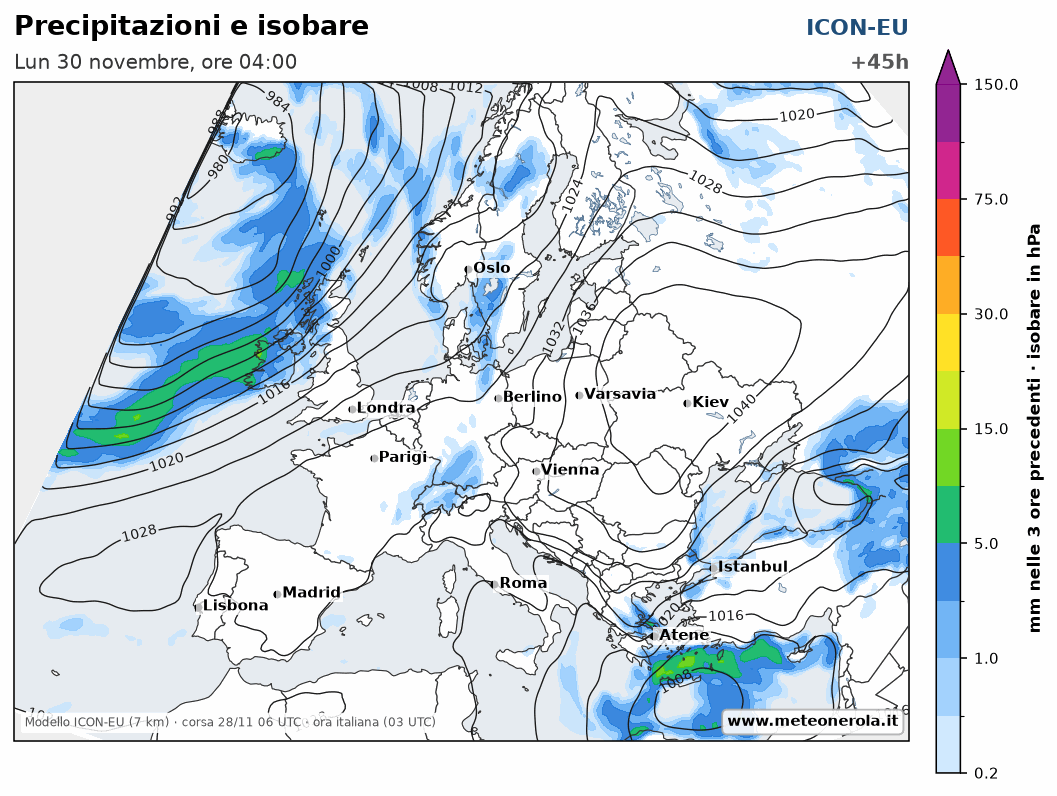 Precipitazioni e isobare
ICON-EU
Lun 30 novembre, ore 04:00
+45h
984
1008
1012
988
980
992
1000
1020
1024
1028
1032
1036
1016
1040
1020
1028
1020
1016
1008
Oslo
Berlino
Varsavia
Kiev
Londra
Parigi
Vienna
Roma
Madrid
Lisbona
Istanbul
Atene
Modello ICON-EU (7 km) · corsa 28/11 06 UTC · ora italiana (03 UTC)
www.meteonerola.it
150.0
75.0
30.0
15.0
5.0
1.0
0.2
mm nelle 3 ore precedenti · isobare in hPa